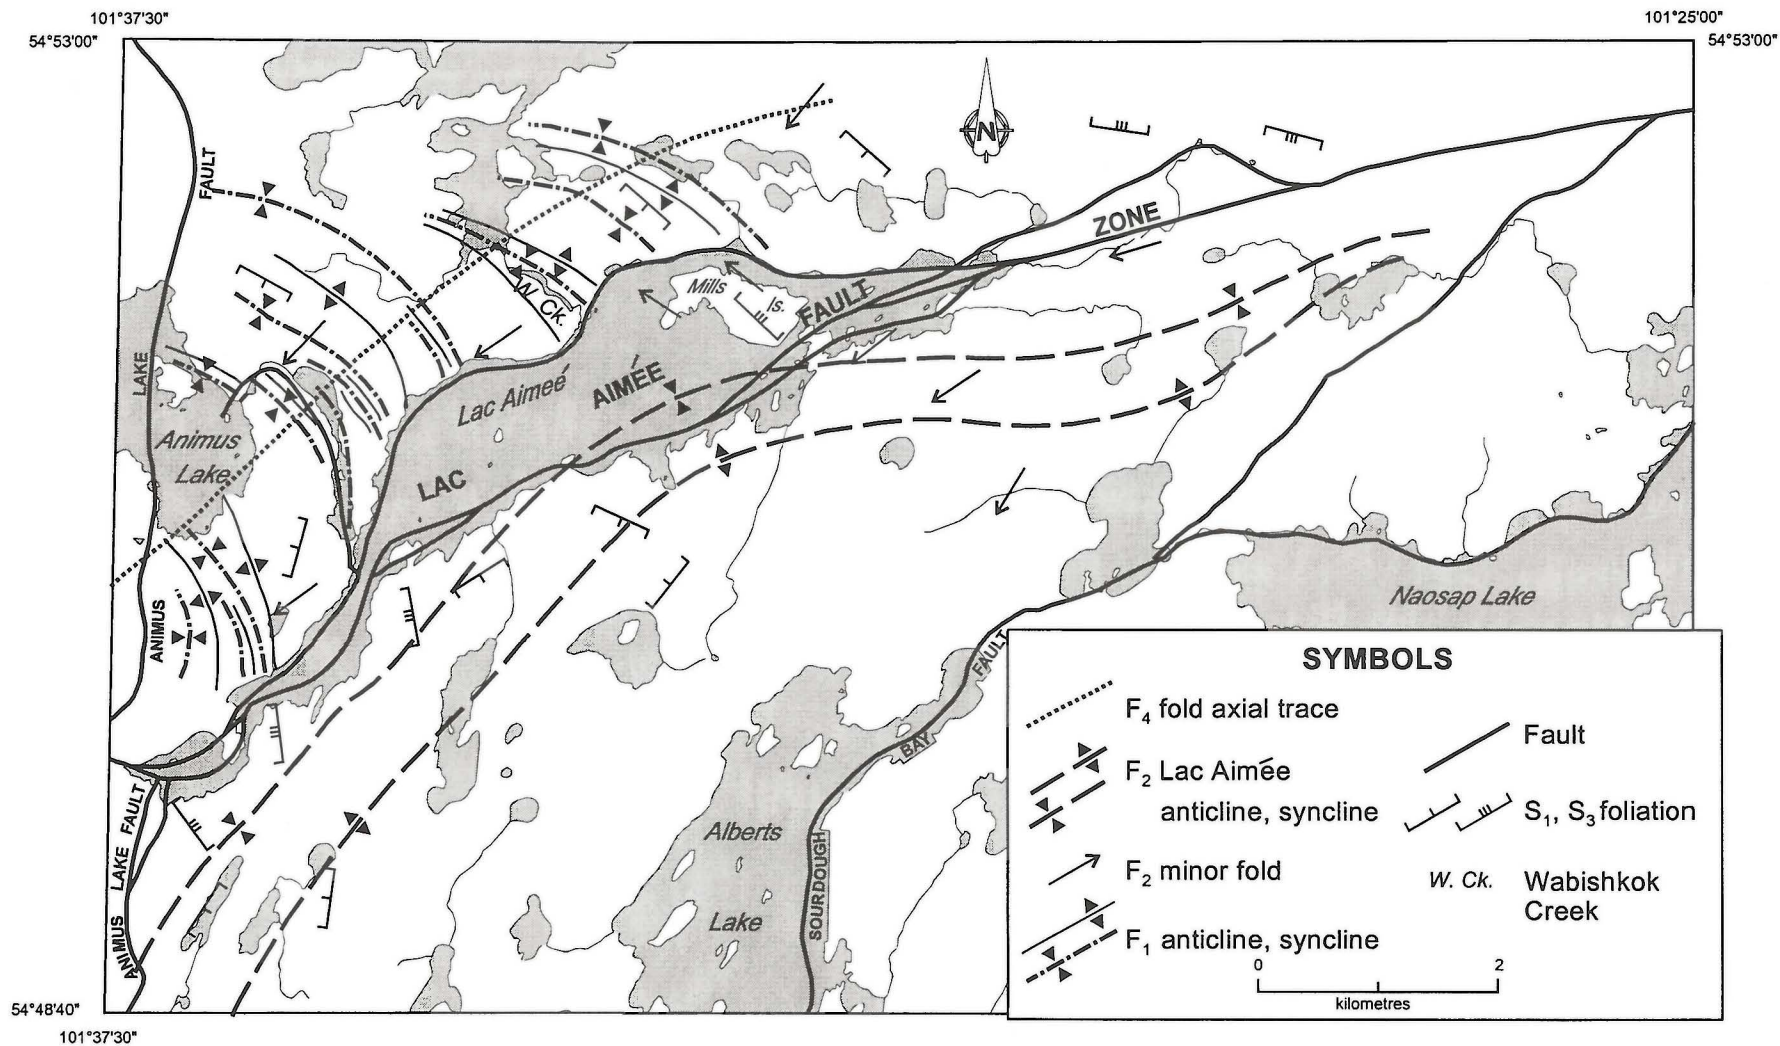 101°37'30"
101°25'00"
54°53'00"
54°53'00"
N
FAULT
ZONE
Mills
Is.
W. Ck.
FAULT
LAKE
Lac Aimeé
AIMÉE
Animus
Lake
LAC
ANIMUS
Naosap Lake
FAULT
BAY
Alberts
Lake
SOURDOUGH
ANIMUS LAKE FAULT
SYMBOLS
F4 fold axial trace
F2 Lac Aimée
anticline, syncline
F2 minor fold
F1 anticline, syncline
Fault
S1, S3 foliation
W. Ck. Wabishkok
Creek
0 2
kilometres
54°48'40"
101°37'30"